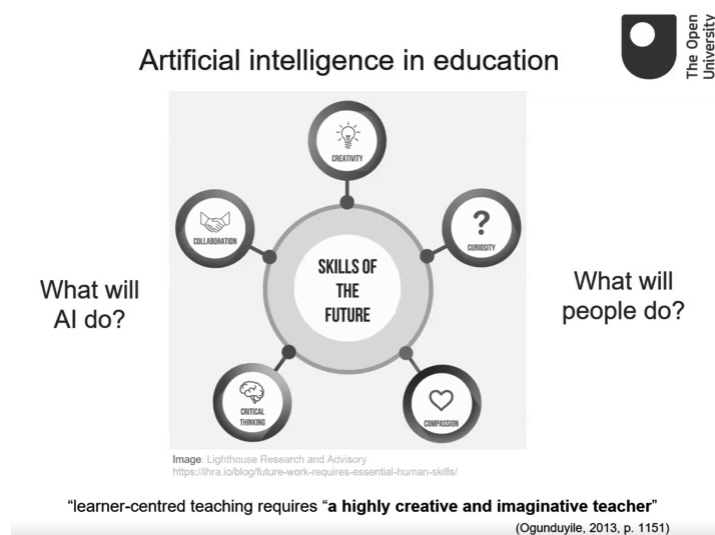 The Open
University
Artificial intelligence in education
CREATIVITY
COLLABORATION
?
CURIOSITY
SKILLS OF
THE
FUTURE
What will
AI do?
What will
people do?
CRITICAL
THINKING
COMPASSION
Image: Lighthouse Research and Advisory
https://lhra.io/blog/future-work-requires-essential-human-skills/
“learner-centred teaching requires “a highly creative and imaginative teacher”
(Ogunduyile, 2013, p. 1151)